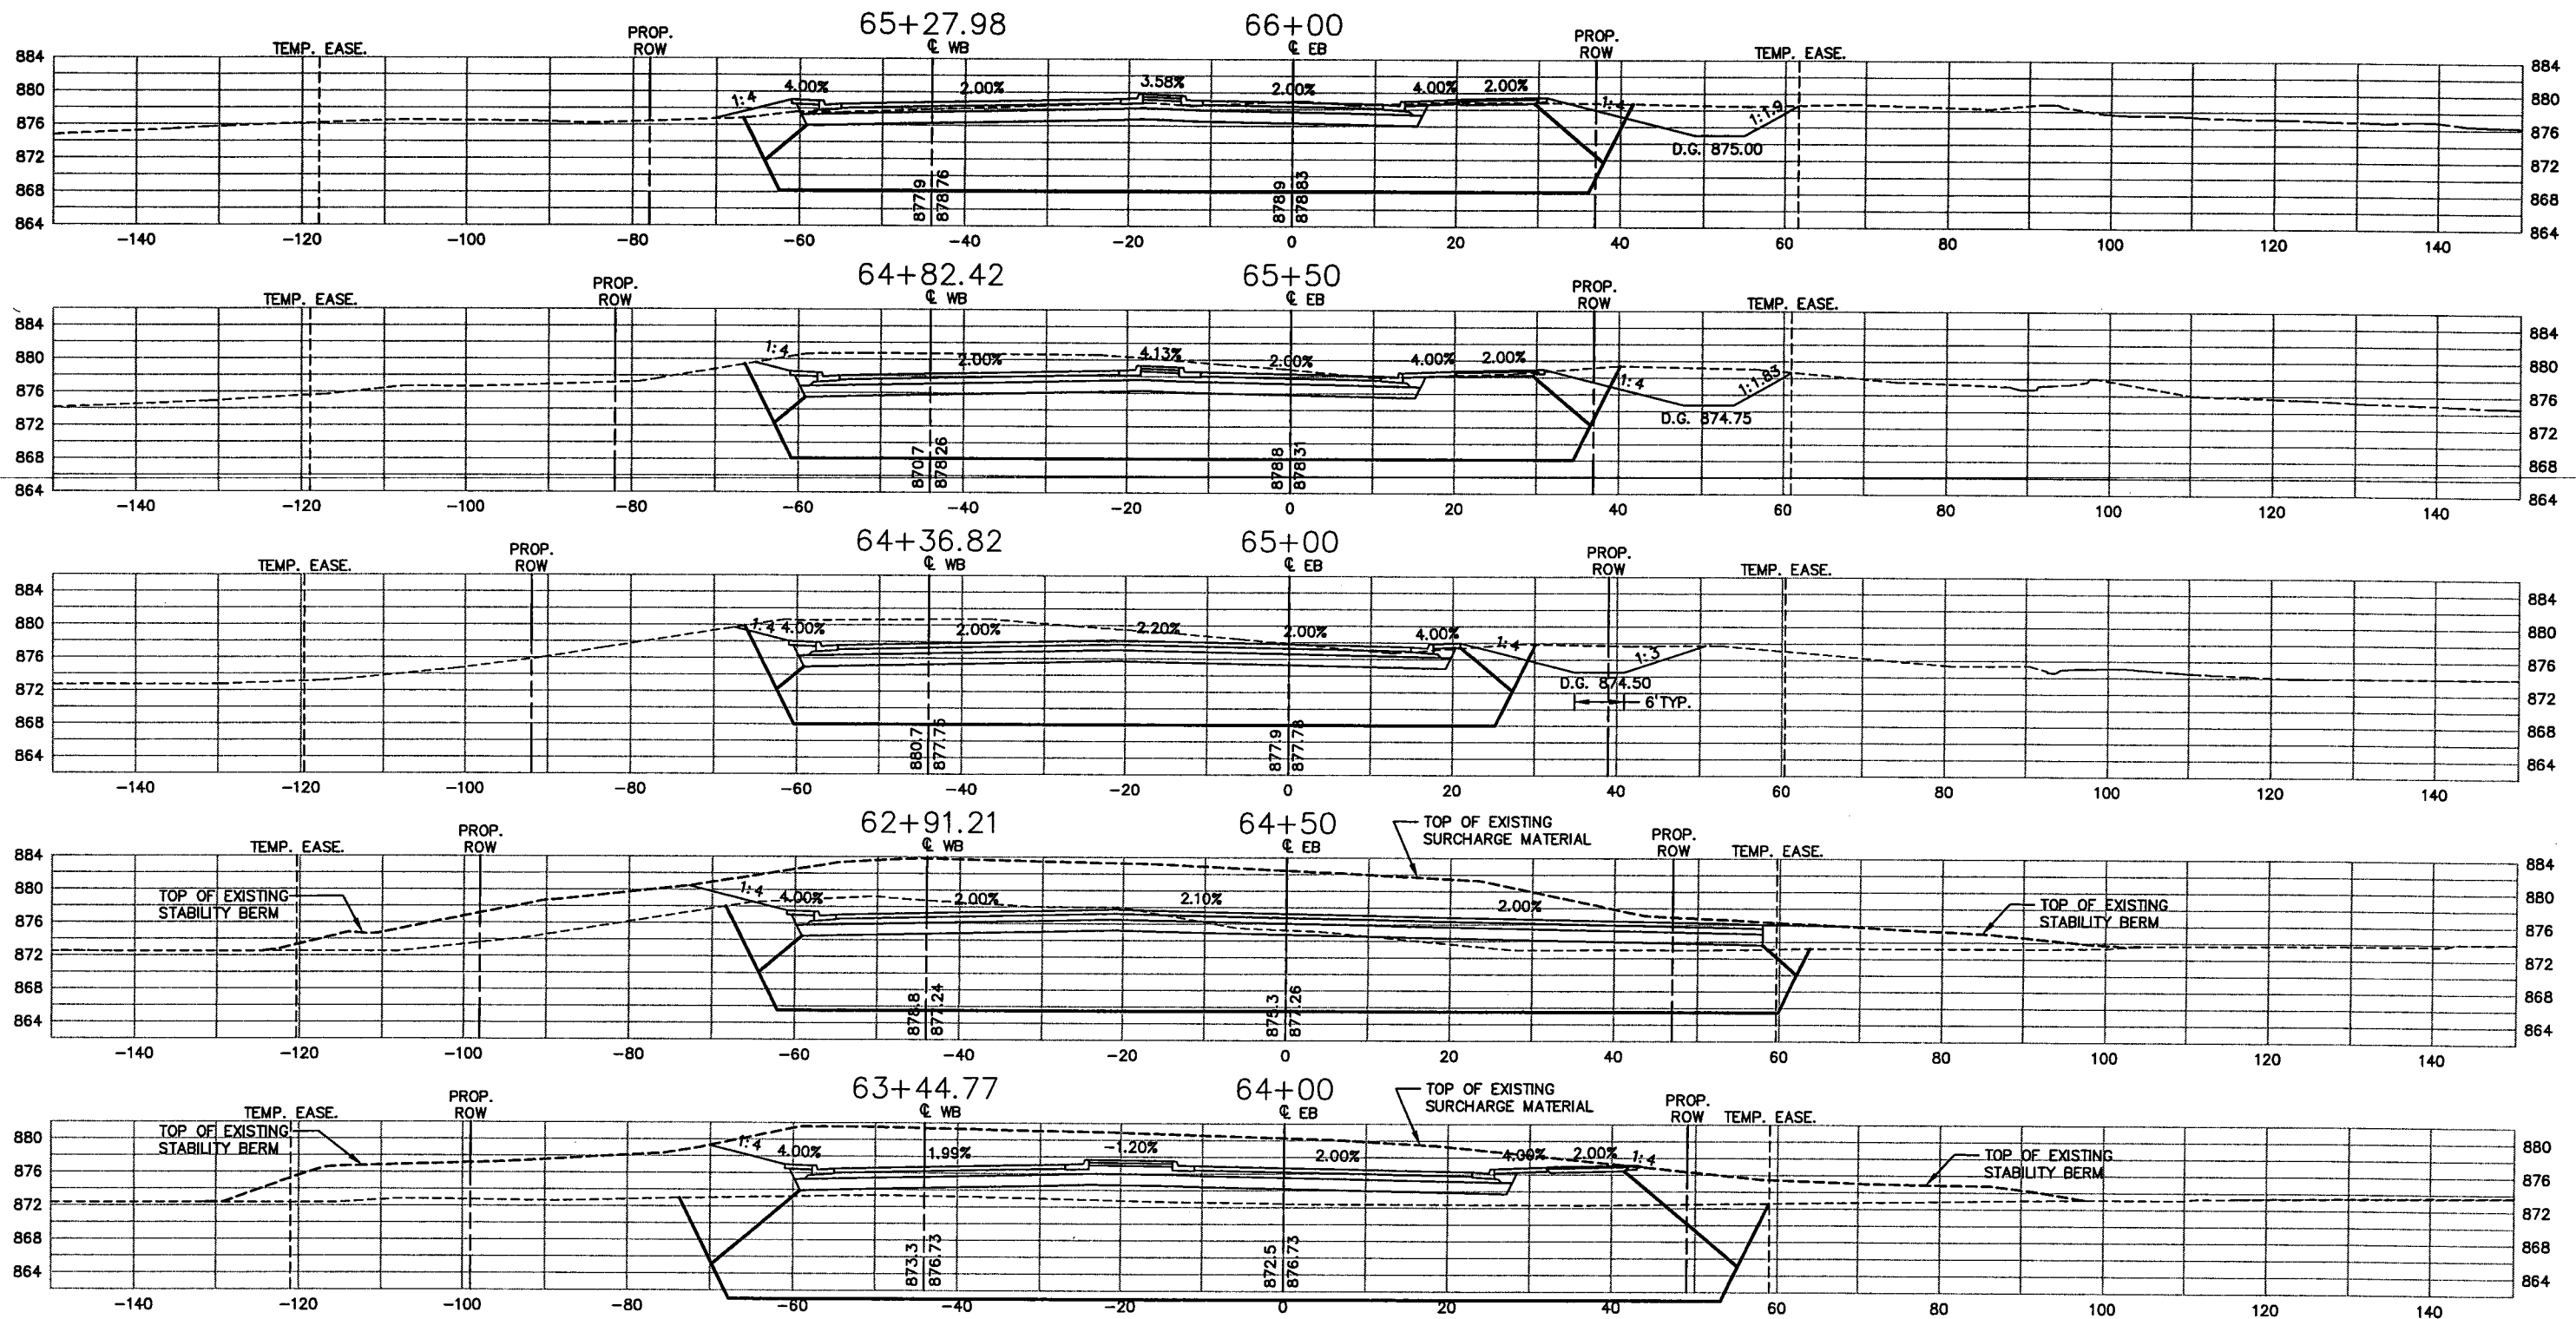 65+27.98 66+00
℄ WB ℄ EB
TEMP. EASE. PROP. ROW PROP. ROW TEMP. EASE.
1:4 4.00% 2.00% 3.58% 2.00% 4.00% 2.00% 1:4 1:1.9
D.G. 875.00
884 880 876 872 868 864
884 880 876 872 868 864
877.9 878.76 878.9 878.83
-140 -120 -100 -80 -60 -40 -20 0 20 40 60 80 100 120 140
64+82.42 65+50
℄ WB ℄ EB
TEMP. EASE. PROP. ROW PROP. ROW TEMP. EASE.
1:4 2.00% 4.13% 2.00% 4.00% 2.00% 1:4 1:1.83
D.G. 874.75
884 880 876 872 868 864
884 880 876 872 868 864
870.7 878.26 878.8 878.31
-140 -120 -100 -80 -60 -40 -20 0 20 40 60 80 100 120 140
64+36.82 65+00
℄ WB ℄ EB
TEMP. EASE. PROP. ROW PROP. ROW TEMP. EASE.
1:4 4.00% 2.00% 2.20% 2.00% 4.00% 1:4 1:3
D.G. 874.50
6' TYP.
884 880 876 872 868 864
884 880 876 872 868 864
880.7 877.75 877.9 877.78
-140 -120 -100 -80 -60 -40 -20 0 20 40 60 80 100 120 140
62+91.21 64+50
℄ WB ℄ EB
TOP OF EXISTING
SURCHARGE MATERIAL
TEMP. EASE. PROP. ROW PROP. ROW TEMP. EASE.
TOP OF EXISTING
STABILITY BERM
1:4 4.00% 2.00% 2.10% 2.00%
TOP OF EXISTING
STABILITY BERM
884 880 876 872 868 864
884 880 876 872 868 864
878.8 877.24 875.3 877.26
-140 -120 -100 -80 -60 -40 -20 0 20 40 60 80 100 120 140
63+44.77 64+00
℄ WB ℄ EB
TOP OF EXISTING
SURCHARGE MATERIAL
TEMP. EASE. PROP. ROW PROP. ROW TEMP. EASE.
TOP OF EXISTING
STABILITY BERM
1:4 4.00% 1.99% -1.20% 2.00% 4.00% 2.00% 1:4
TOP OF EXISTING
STABILITY BERM
880 876 872 868 864
880 876 872 868 864
873.3 876.73 872.5 876.73
-140 -120 -100 -80 -60 -40 -20 0 20 40 60 80 100 120 140